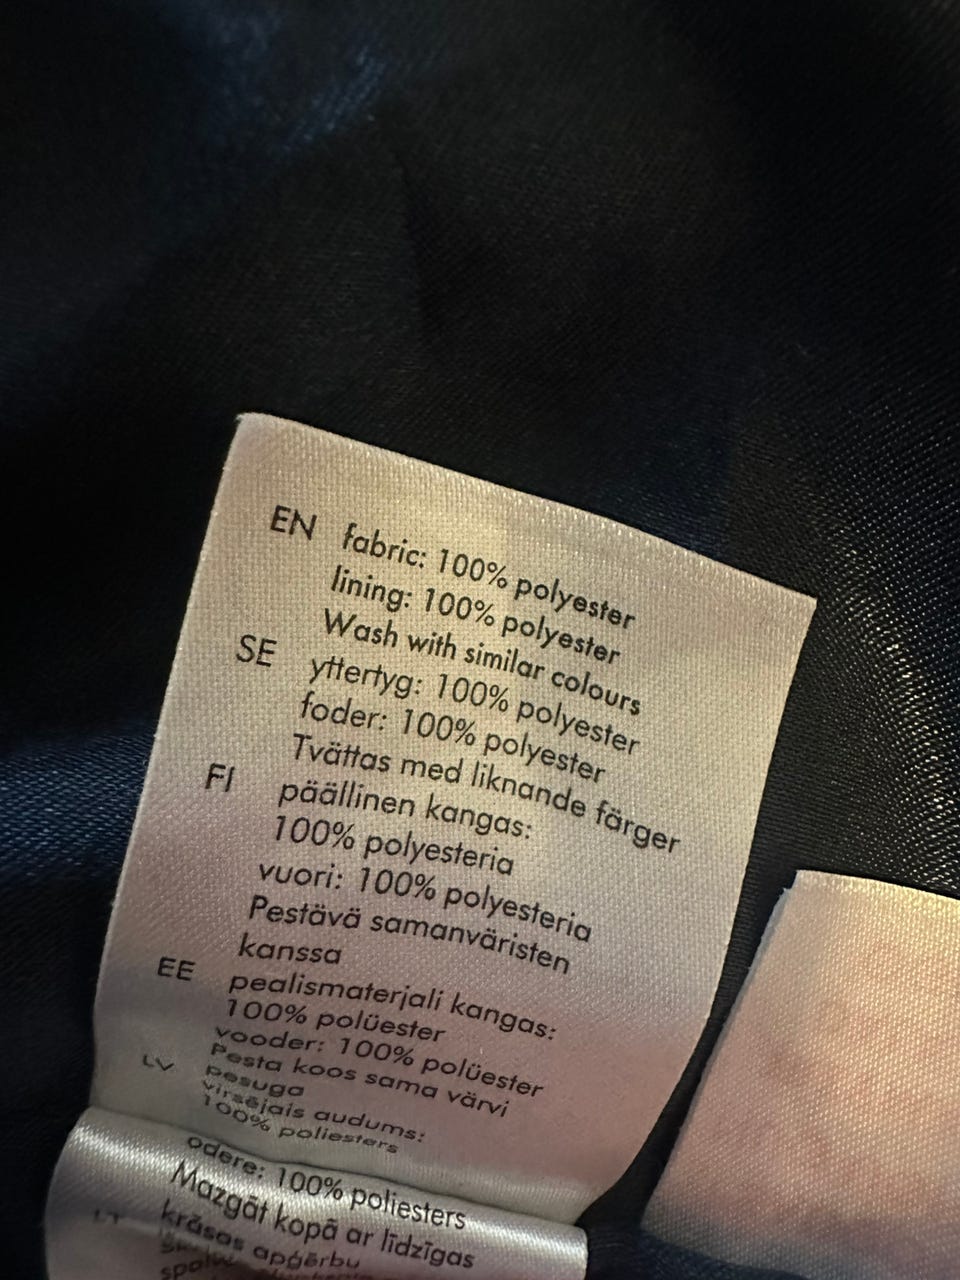 EN fabric: 100% polyester
lining: 100% polyester
Wash with similar colours
SE yttertyg: 100% polyester
foder: 100% polyester
Tvättas med liknande färger
FI päällinen kangas:
100% polyesteria
vuori: 100% polyesteria
Pestävä samanväristen
kanssa
EE pealismaterjali kangas:
100% polüester
vooder: 100% polüester
Pesta koos sama värvi
pesuga
LV virsējais audums:
100% poliesters
odere: 100% poliesters
Mazgāt kopā ar līdzīgas
krāsas apģērbu
LT